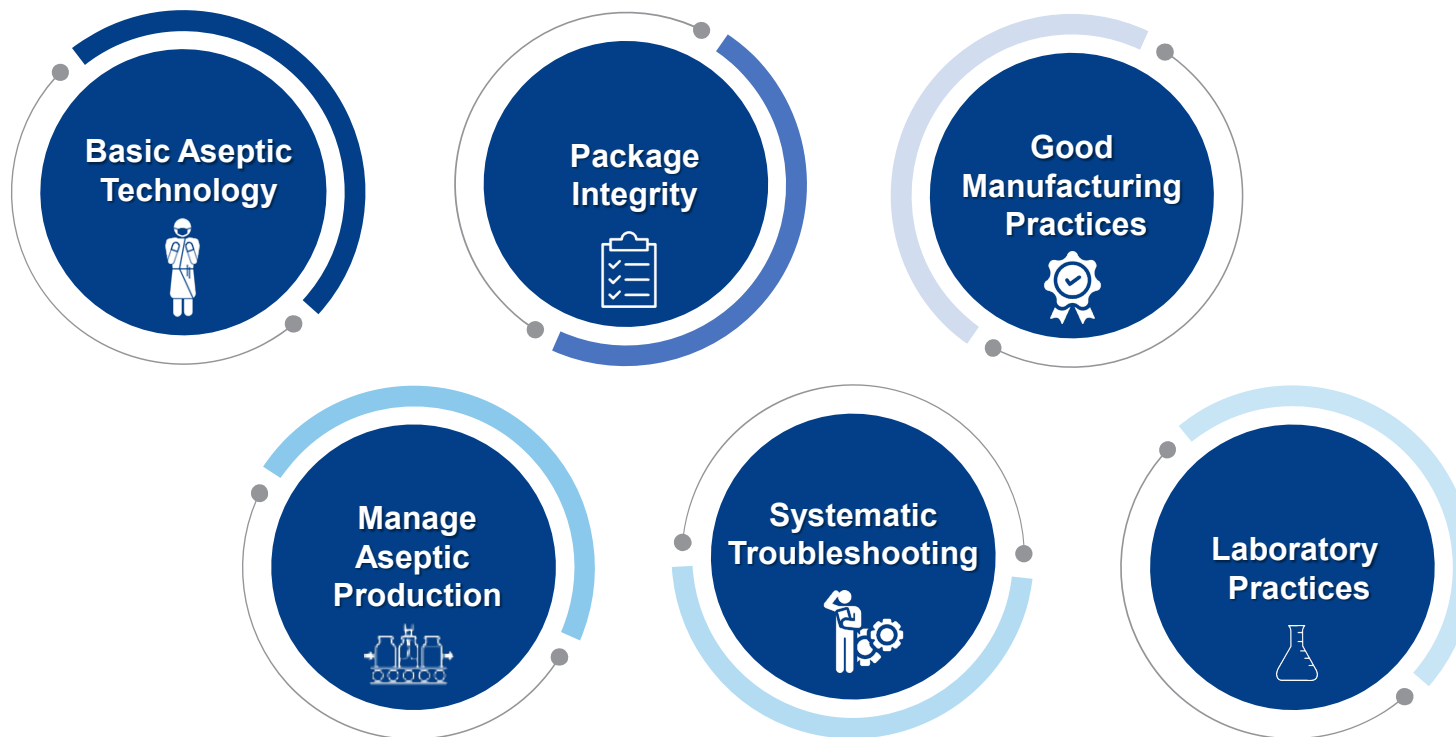 Basic Aseptic
Technology
Package
Integrity
Good
Manufacturing
Practices
Manage
Aseptic
Production
Systematic
Troubleshooting
Laboratory
Practices